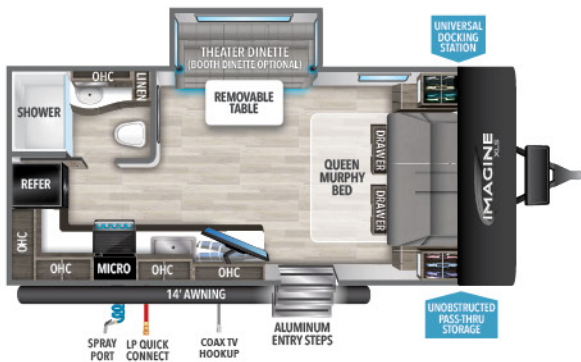 UNIVERSAL
DOCKING
STATION
THEATER DINETTE
(BOOTH DINETTE OPTIONAL)
OHC
LINEN
SHOWER
REMOVABLE
TABLE
REFER
DRAWER
DRAWER
QUEEN
MURPHY
BED
IMAGINE
XLS
OHC
OHC
MICRO
OHC
OHC
14' AWNING
SPRAY
PORT
LP QUICK
CONNECT
COAX TV
HOOKUP
ALUMINUM
ENTRY STEPS
UNOBSTRUCTED
PASS-THRU
STORAGE